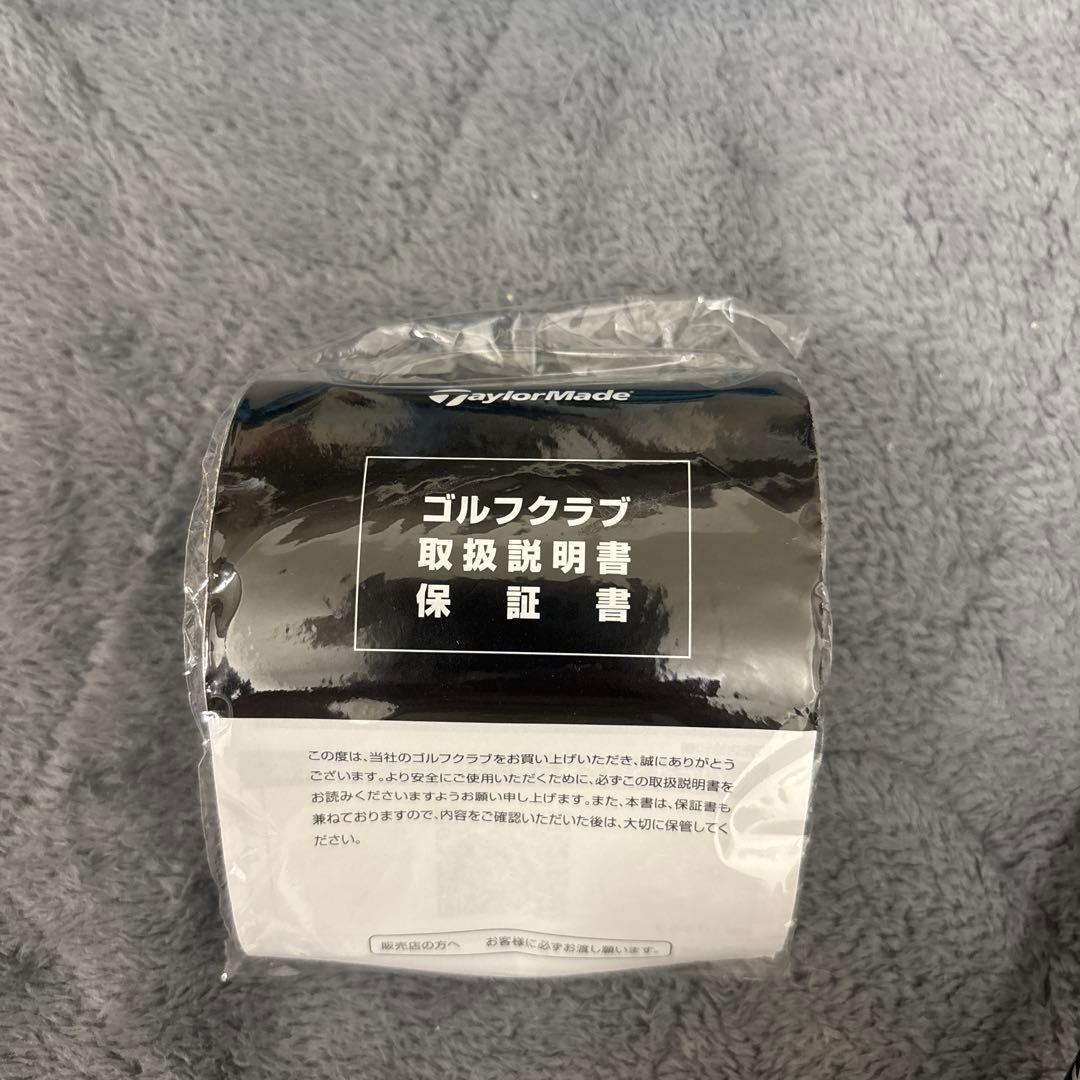 TaylorMade
ゴルフクラブ
取扱説明書
保証書
この度は、当社のゴルフクラブをお買い上げいただき、誠にありがとう
ございます。より安全にご使用いただくために、必ずこの取扱説明書を
お読みくださいますようお願い申し上げます。また、本書は、保証書も
兼ねておりますので、内容をご確認いただいた後は、大切に保管してく
ださい。
販売店の方へ お客様に必ずお渡し願います。